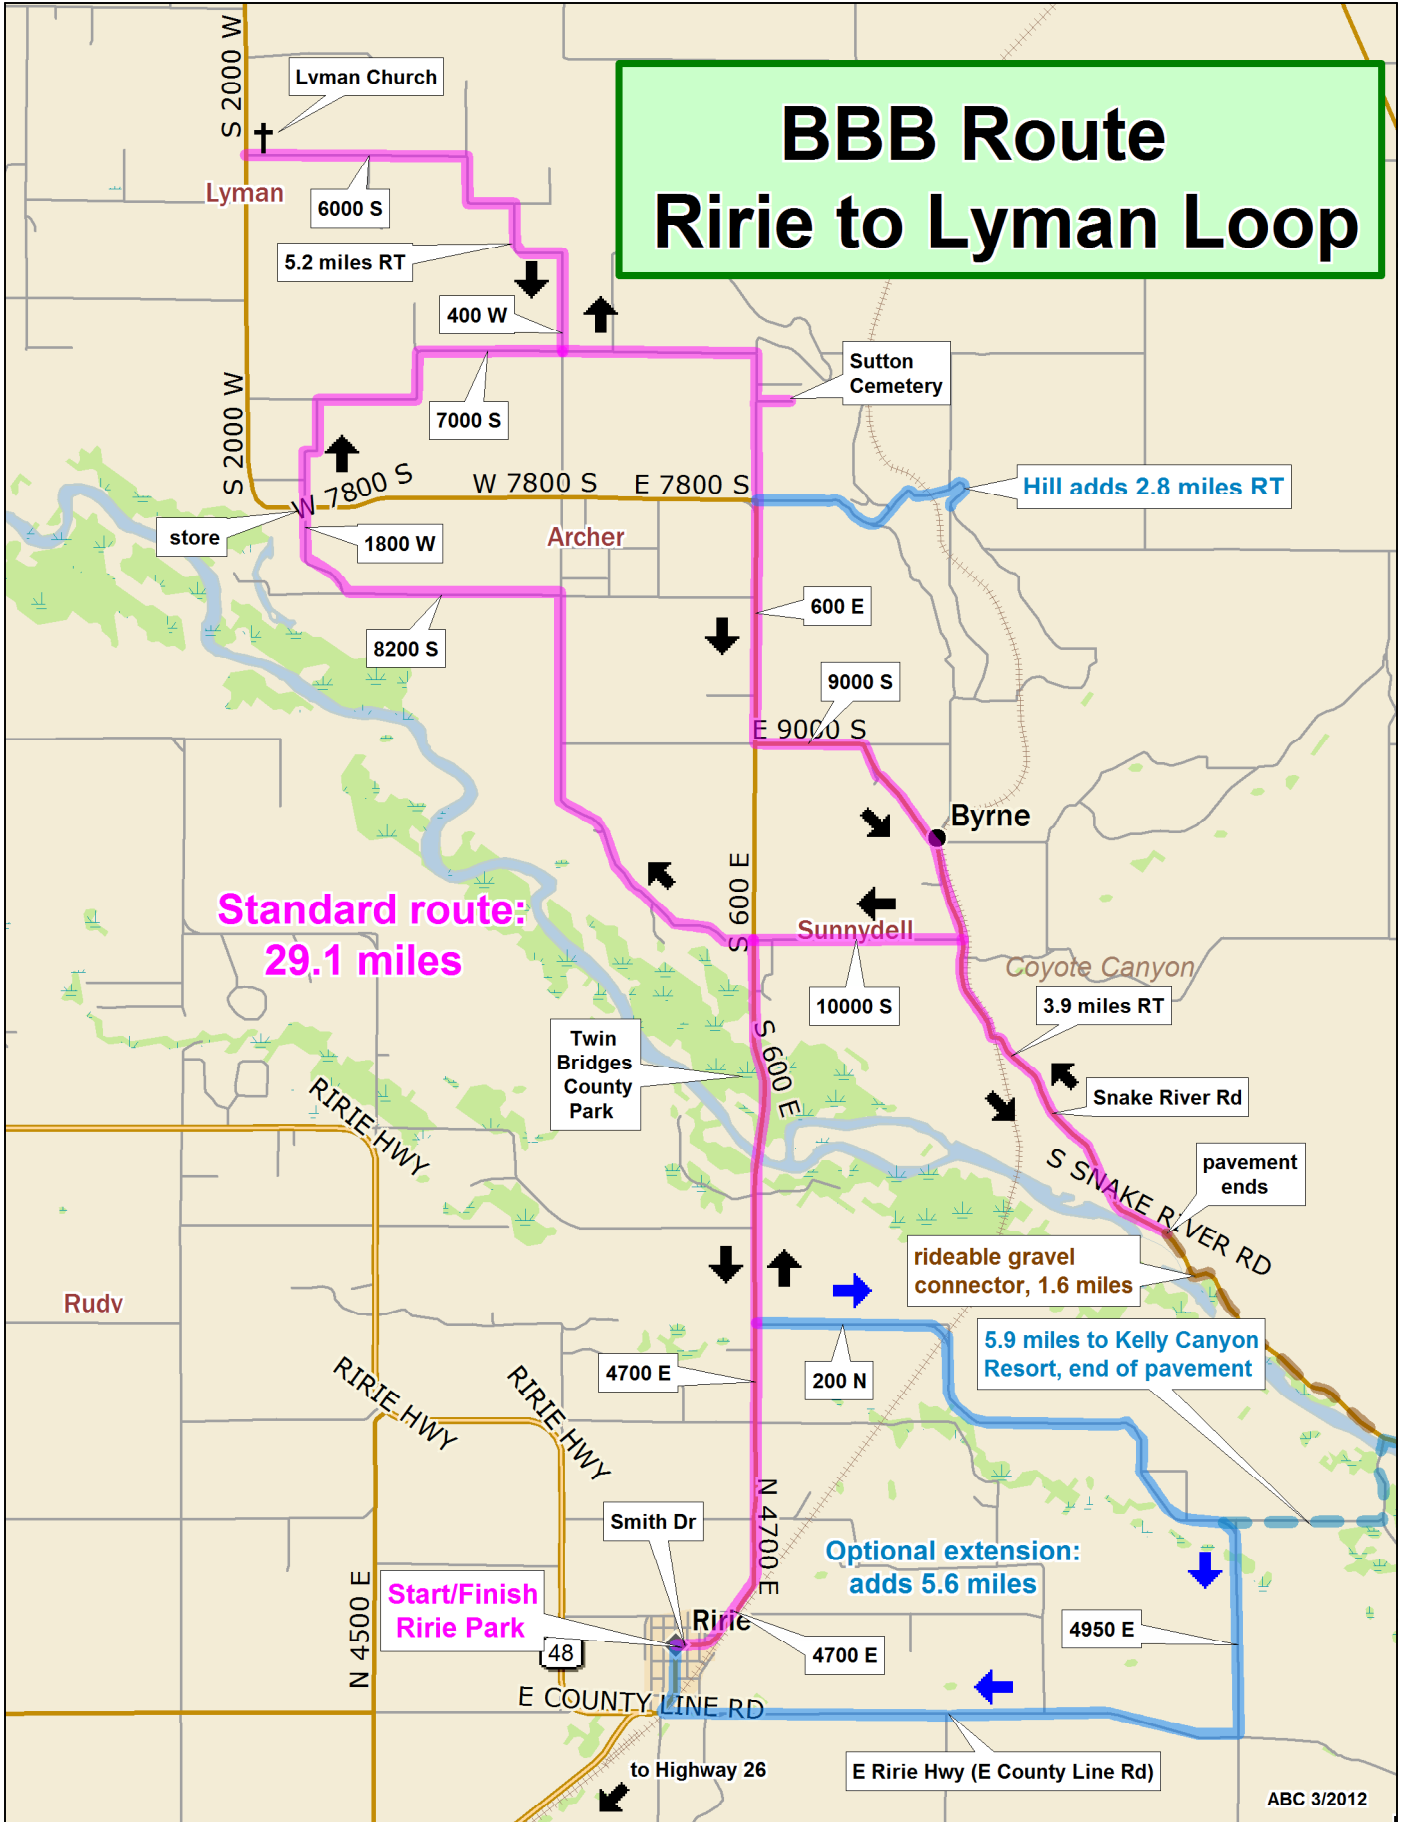 BBB Route
Ririe to Lyman Loop
S 2000 W
Lvman Church
Lyman
6000 S
5.2 miles RT
400 W
Sutton
Cemetery
S 2000 W
7000 S
W 7800 S
W 7800 S
E 7800 S
Hill adds 2.8 miles RT
store
1800 W
Archer
600 E
8200 S
9000 S
E 9000 S
Byrne
S 600 E
Standard route:
29.1 miles
Sunnydell
Coyote Canyon
10000 S
3.9 miles RT
Twin
Bridges
County
Park
S 600 E
Snake River Rd
RIRIE HWY
S SNAKE RIVER RD
pavement
ends
rideable gravel
connector, 1.6 miles
Rudv
5.9 miles to Kelly Canyon
Resort, end of pavement
4700 E
200 N
RIRIE HWY
RIRIE HWY
N 4700 E
Smith Dr
Optional extension:
adds 5.6 miles
N 4500 E
Start/Finish
Ririe Park
Ririe
4700 E
4950 E
48
E COUNTY LINE RD
to Highway 26
E Ririe Hwy (E County Line Rd)
ABC 3/2012